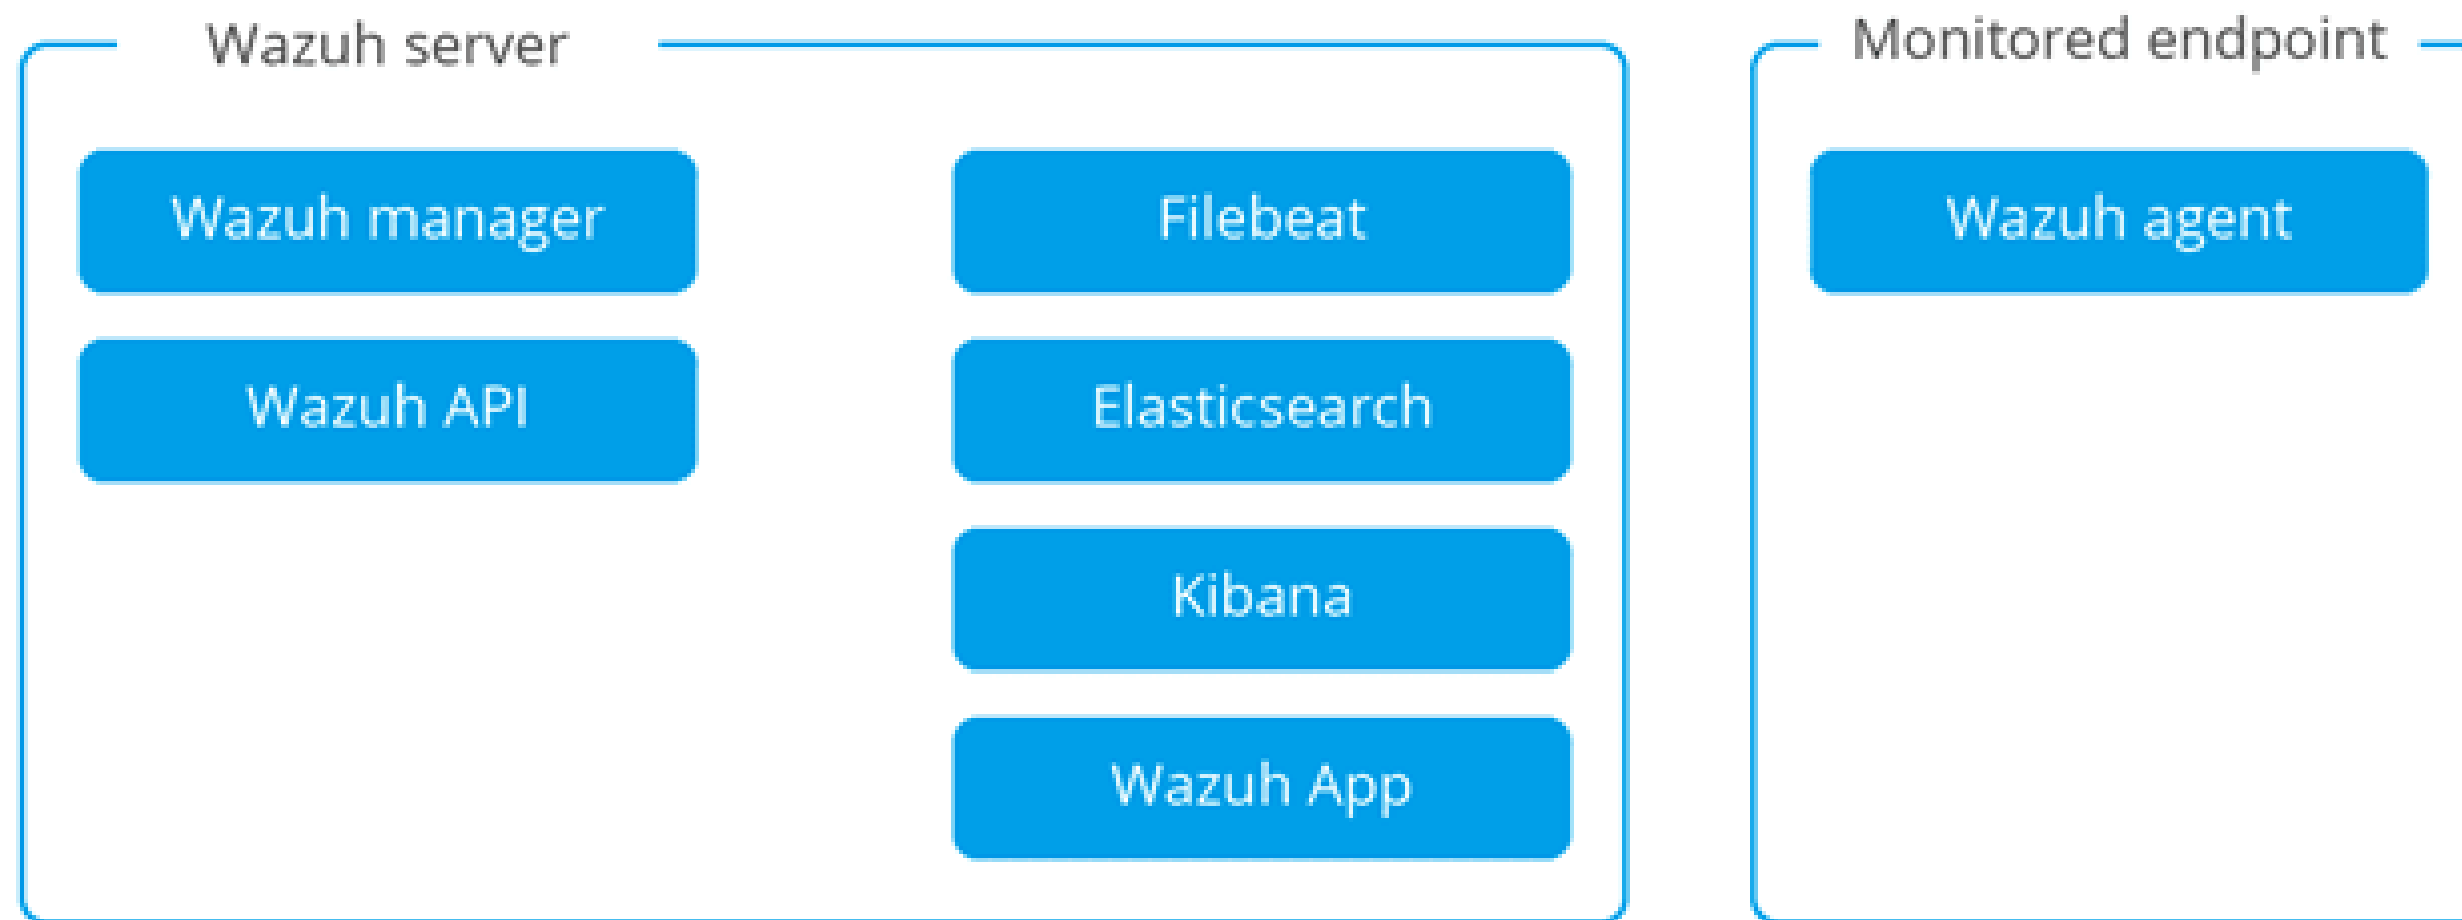 Wazuh server
Wazuh manager
Wazuh API
Filebeat
Elasticsearch
Kibana
Wazuh App
Monitored endpoint
Wazuh agent